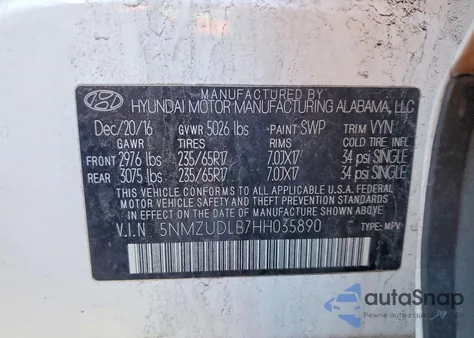 MANUFACTURED BY
HYUNDAI MOTOR MANUFACTURING ALABAMA, LLC
Dec/20/16 GVWR 5026 lbs PAINT SWP TRIM VYN
GAWR TIRES RIMS COLD TIRE INFL
FRONT 2976 lbs 235/65R17 7.0JX17 34 psi SINGLE
REAR 3075 lbs 235/65R17 7.0JX17 34 psi SINGLE
THIS VEHICLE CONFORMS TO ALL APPLICABLE U.S.A. FEDERAL
MOTOR VEHICLE SAFETY AND THEFT PREVENTION STANDARDS
IN EFFECT ON THE DATE OF MANUFACTURE SHOWN ABOVE.
V.I.N 5NMZUDLB7HH035890 TYPE: MPV
autoSnap
Pewne auta z